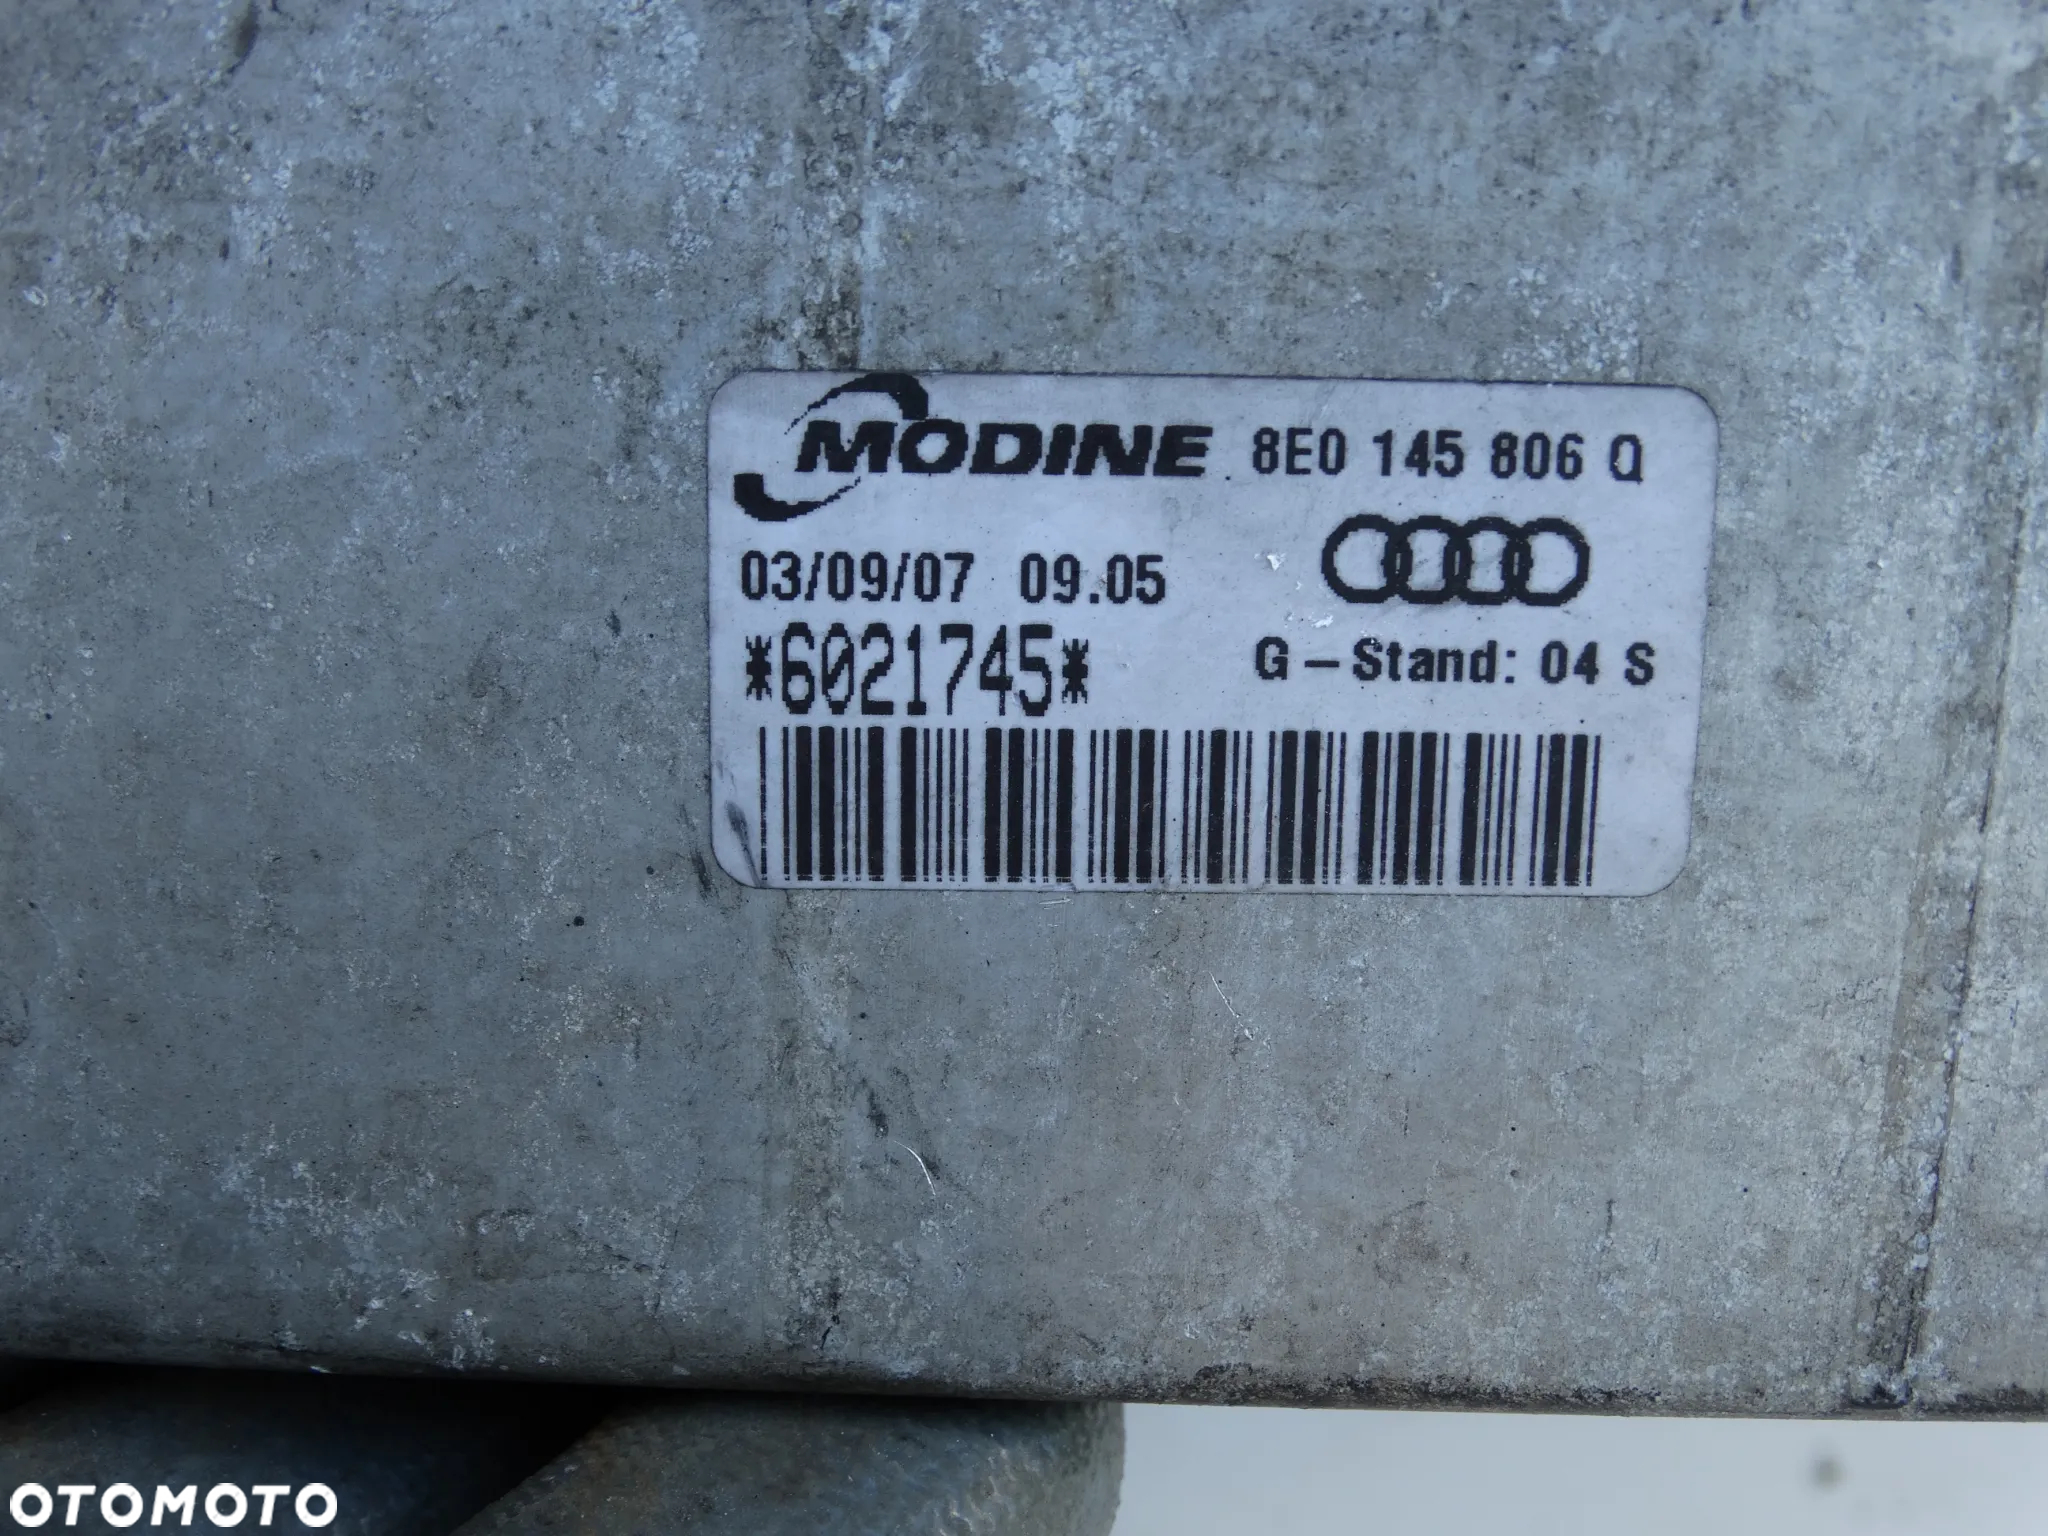 MODINE 8E0 145 806 Q
03/09/07 09.05
*6021745*
G-Stand: 04 S
OTOMOTO